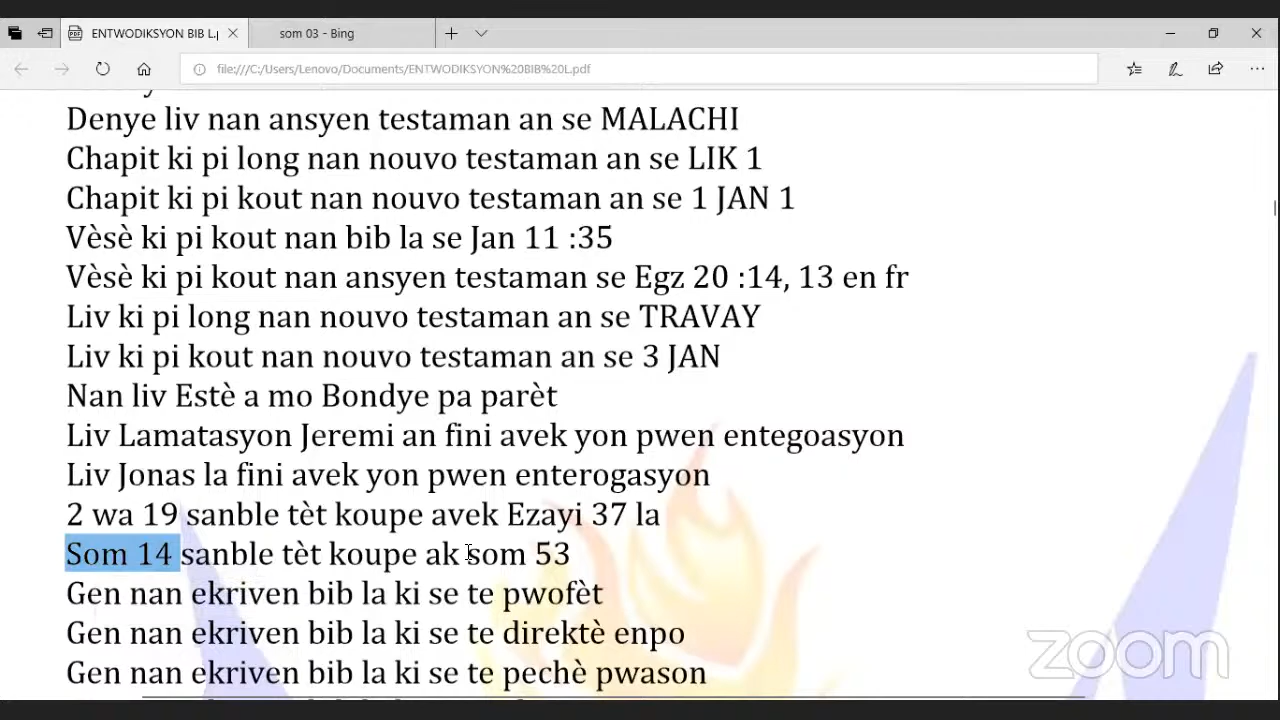 ENTWODIKSYON BIB L.p
som 03 - Bing
file:///C:/Users/Lenovo/Documents/ENTWODIKSYON%20BIB%20L.pdf
Denye liv nan ansyen testaman an se MALACHI
Chapit ki pi long nan nouvo testaman an se LIK 1
Chapit ki pi kout nan nouvo testaman an se 1 JAN 1
Vèsè ki pi kout nan bib la se Jan 11 :35
Vèsè ki pi kout nan ansyen testaman se Egz 20 :14, 13 en fr
Liv ki pi long nan nouvo testaman an se TRAVAY
Liv ki pi kout nan nouvo testaman an se 3 JAN
Nan liv Estè a mo Bondye pa parèt
Liv Lamatasyon Jeremi an fini avek yon pwen entegoasyon
Liv Jonas la fini avek yon pwen enterogasyon
2 wa 19 sanble tèt koupe avek Ezayi 37 la
Som 14 sanble tèt koupe ak som 53
Gen nan ekriven bib la ki se te pwofèt
Gen nan ekriven bib la ki se te direktè enpo
Gen nan ekriven bib la ki se te pechè pwason
zoom